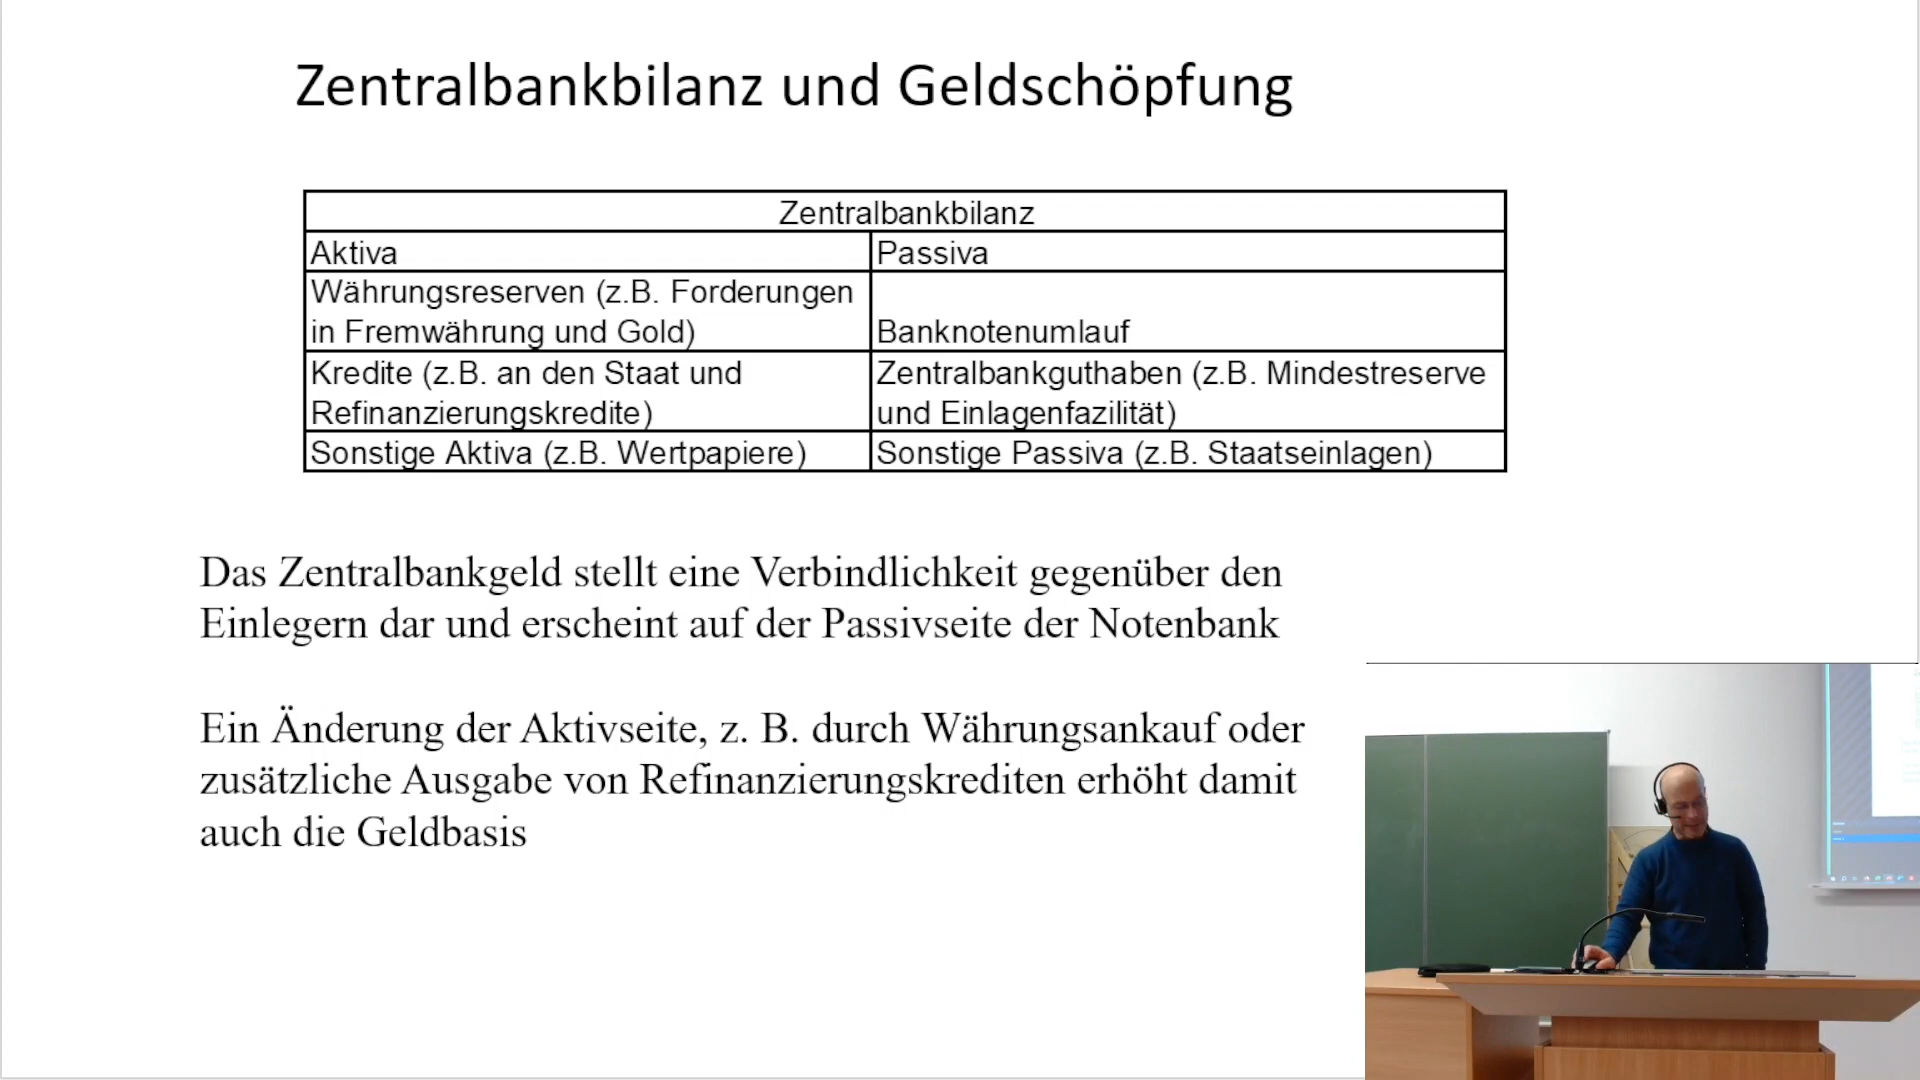 Zentralbankbilanz und Geldschöpfung
Zentralbankbilanz
Aktiva
Passiva
Währungsreserven (z.B. Forderungen
in Fremwährung und Gold)
Banknotenumlauf
Kredite (z.B. an den Staat und
Refinanzierungskredite)
Zentralbankguthaben (z.B. Mindestreserve
und Einlagenfazilität)
Sonstige Aktiva (z.B. Wertpapiere)
Sonstige Passiva (z.B. Staatseinlagen)
Das Zentralbankgeld stellt eine Verbindlichkeit gegenüber den
Einlegern dar und erscheint auf der Passivseite der Notenbank
Ein Änderung der Aktivseite, z. B. durch Währungsankauf oder
zusätzliche Ausgabe von Refinanzierungskrediten erhöht damit
auch die Geldbasis